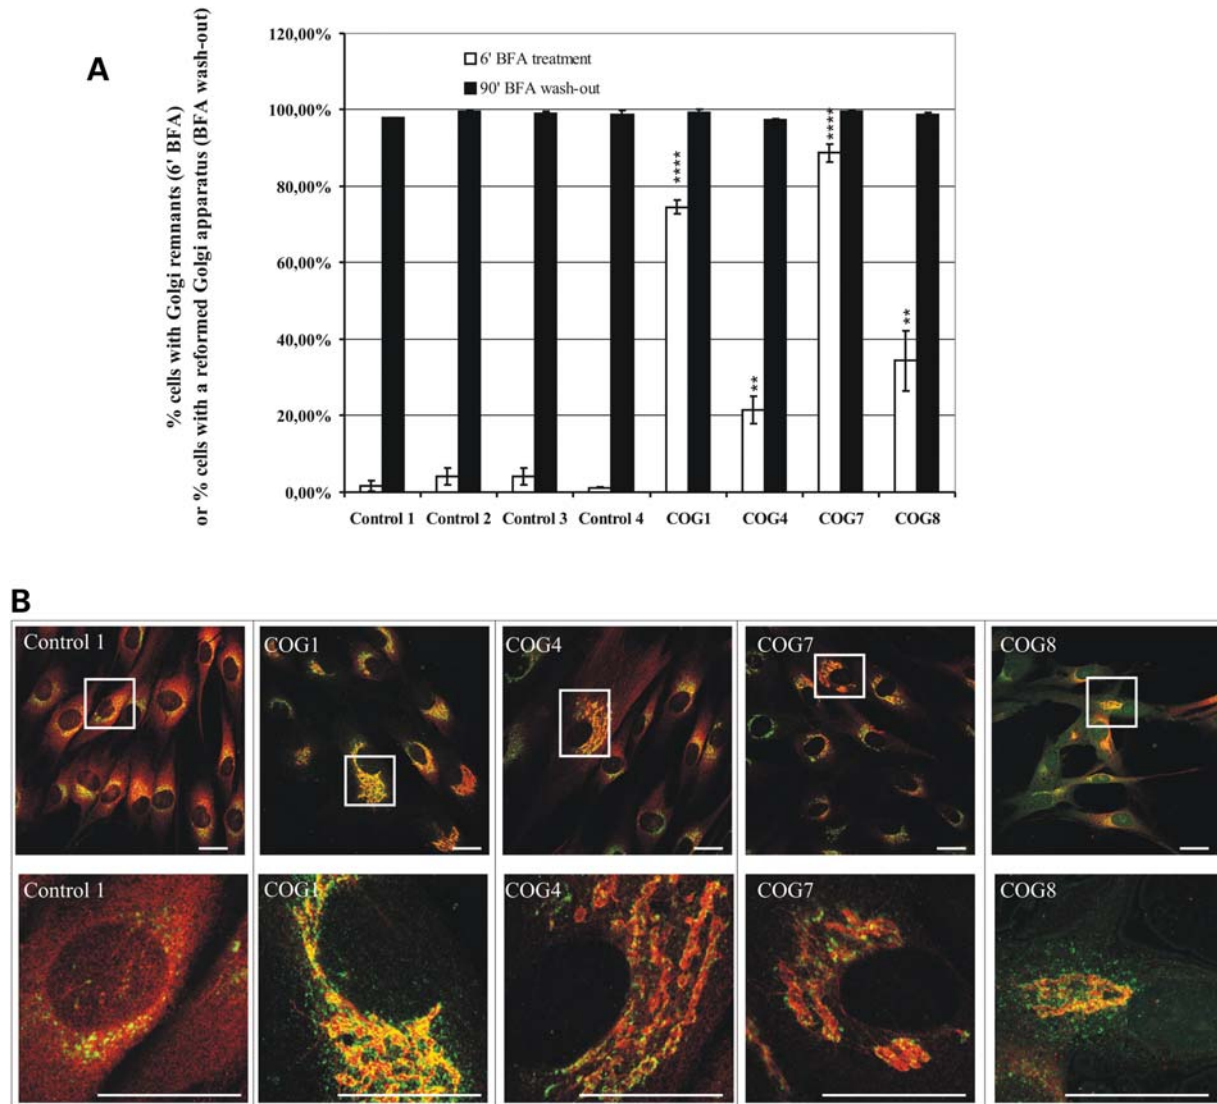 A
% cells with Golgi remnants (6' BFA)
or % cells with a reformed Golgi apparatus (BFA wash-out)
120,00%
100,00%
80,00%
60,00%
40,00%
20,00%
0,00%
6' BFA treatment
90' BFA wash-out
****
**
****
**
Control 1 Control 2 Control 3 Control 4 COG1 COG4 COG7 COG8
B
Control 1 COG1 COG4 COG7 COG8
Control 1 COG1 COG4 COG7 COG8